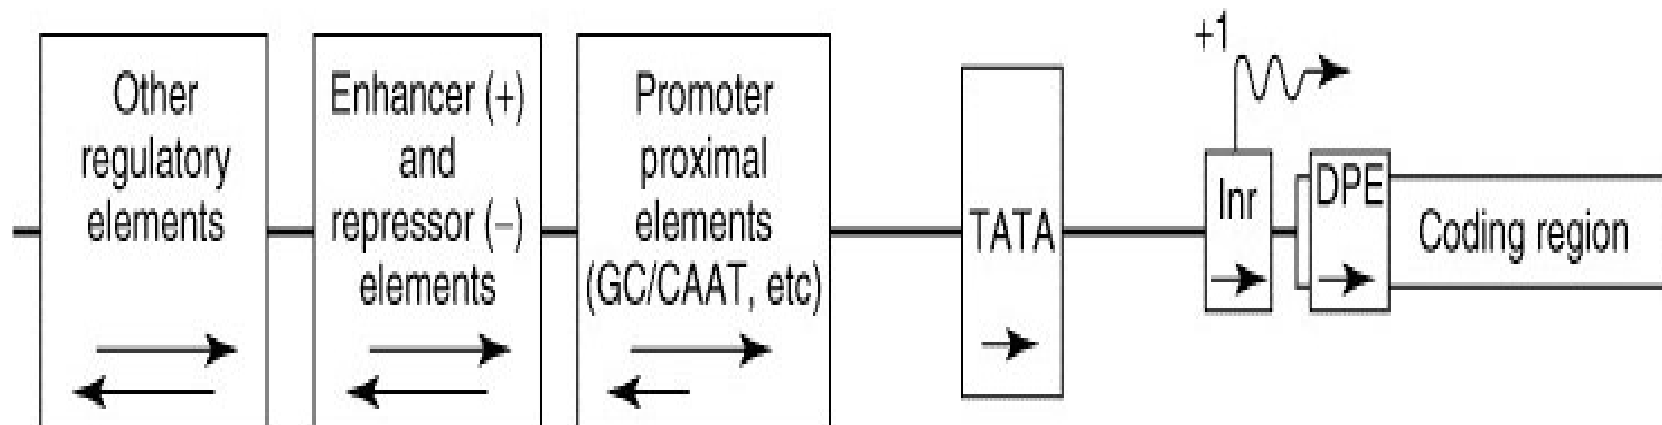 Other
regulatory
elements
Enhancer (+)
and
repressor (–)
elements
Promoter
proximal
elements
(GC/CAAT, etc)
TATA
+1
Inr
DPE
Coding region